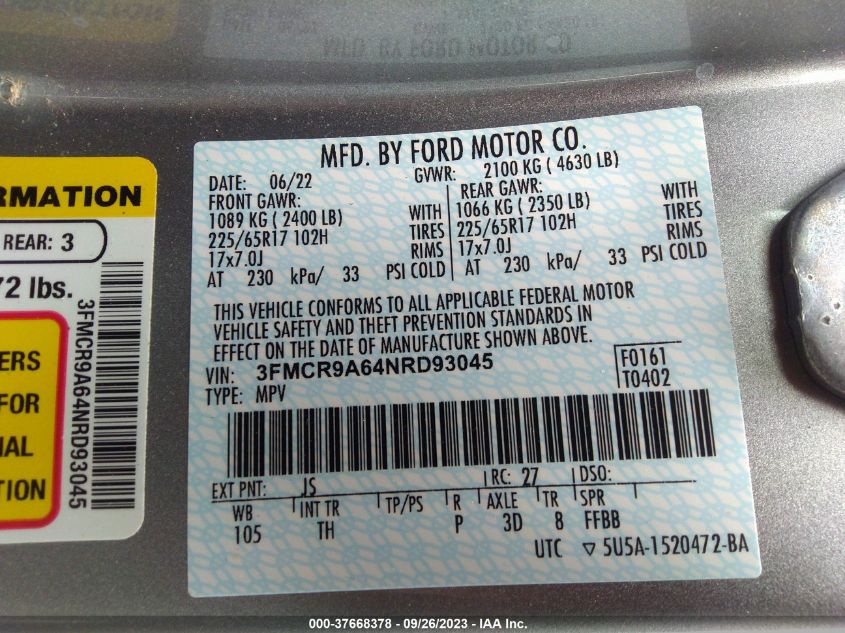 RMATION
REAR: 3
72 lbs.
ERS
FOR
IAL
TION
3FMCR9A64NRD93045
MFD. BY FORD MOTOR CO.
DATE: 06/22 GVWR: 2100 KG ( 4630 LB)
FRONT GAWR: REAR GAWR:
1089 KG ( 2400 LB) WITH 1066 KG ( 2350 LB) WITH
225/65R17 102H TIRES 225/65R17 102H TIRES
17x7.0J RIMS 17x7.0J RIMS
AT 230 kPa/ 33 PSI COLD AT 230 kPa/ 33 PSI COLD
THIS VEHICLE CONFORMS TO ALL APPLICABLE FEDERAL MOTOR
VEHICLE SAFETY AND THEFT PREVENTION STANDARDS IN
EFFECT ON THE DATE OF MANUFACTURE SHOWN ABOVE.
VIN: 3FMCR9A64NRD93045 F0161
TYPE: MPV T0402
EXT PNT: JS RC: 27 DSO:
WB INT TR TP/PS R AXLE TR SPR
105 TH P 3D 8 FFBB
UTC ▽ 5U5A-1520472-BA
000-37668378 - 09/26/2023 - IAA Inc.